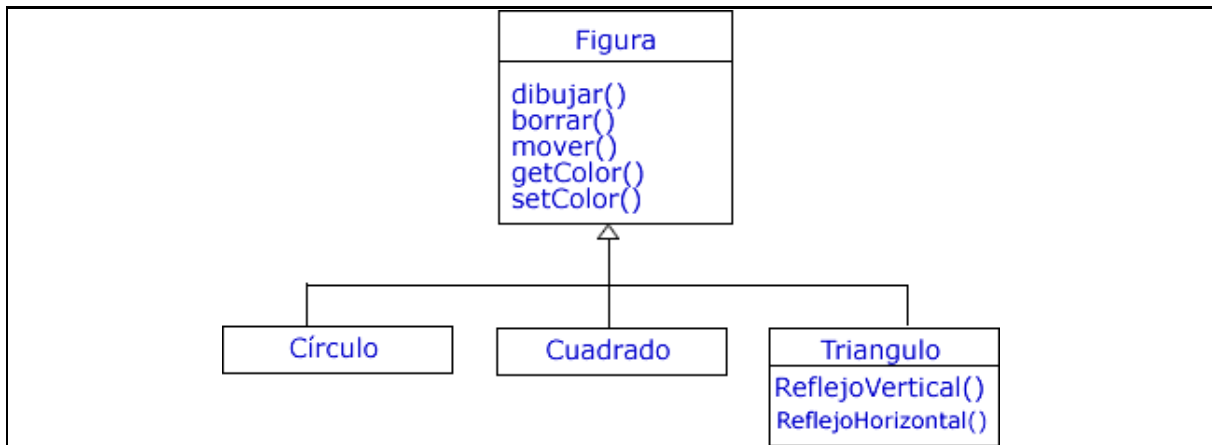 Figura
dibujar()
borrar()
mover()
getColor()
setColor()
Círculo
Cuadrado
Triangulo
ReflejoVertical()
ReflejoHorizontal()